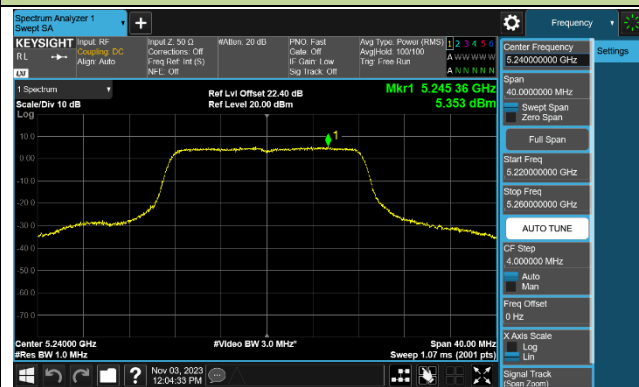 Spectrum Analyzer 1
Swept SA
Frequency
KEYSIGHT
RL
LXI
Input: RF
Coupling: DC
Align: Auto
Input Z: 50 Ω
Corrections: Off
Freq Ref: Int (S)
NFE: Off
#Atten: 20 dB
PNO: Fast
Gate: Off
IF Gain: Low
Sig Track: Off
Avg Type: Power (RMS)
Avg|Hold: 100/100
Trig: Free Run
1 2 3 4 5 6
A W W W W W
A N N N N N
1 Spectrum
Scale/Div 10 dB
Log
Ref Lvl Offset 22.40 dB
Ref Level 20.00 dBm
Mkr1 5.245 36 GHz
5.353 dBm
1
10.0
0.00
-10.0
-20.0
-30.0
-40.0
-50.0
-60.0
-70.0
Center 5.24000 GHz
#Res BW 1.0 MHz
#Video BW 3.0 MHz*
Span 40.00 MHz
Sweep 1.07 ms (2001 pts)
Nov 03, 2023
12:04:33 PM
Center Frequency
5.240000000 GHz
Settings
Span
40.0000000 MHz
Swept Span
Zero Span
Full Span
Start Freq
5.220000000 GHz
Stop Freq
5.260000000 GHz
AUTO TUNE
CF Step
4.000000 MHz
Auto
Man
Freq Offset
0 Hz
X Axis Scale
Log
Lin
Signal Track
(Span Zoom)